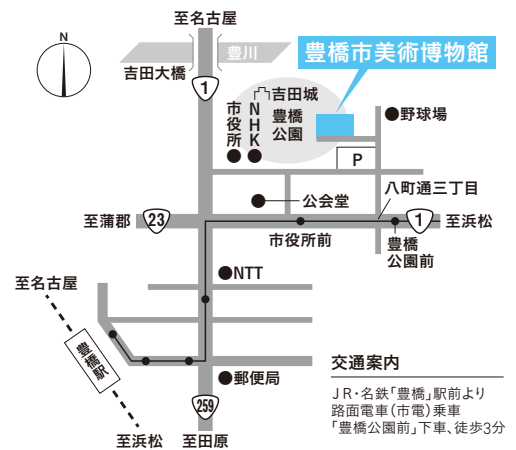 至名古屋
N
豊川
豊橋市美術博物館
吉田大橋
1
吉田城
市役所
NHK
豊橋
公園
野球場
P
八町通三丁目
公会堂
至蒲郡
23
1
至浜松
市役所前
豊橋
公園前
至名古屋
NTT
豊橋駅
郵便局
259
至浜松
至田原
交通案内
JR・名鉄「豊橋」駅前より
路面電車(市電)乗車
「豊橋公園前」下車、徒歩3分